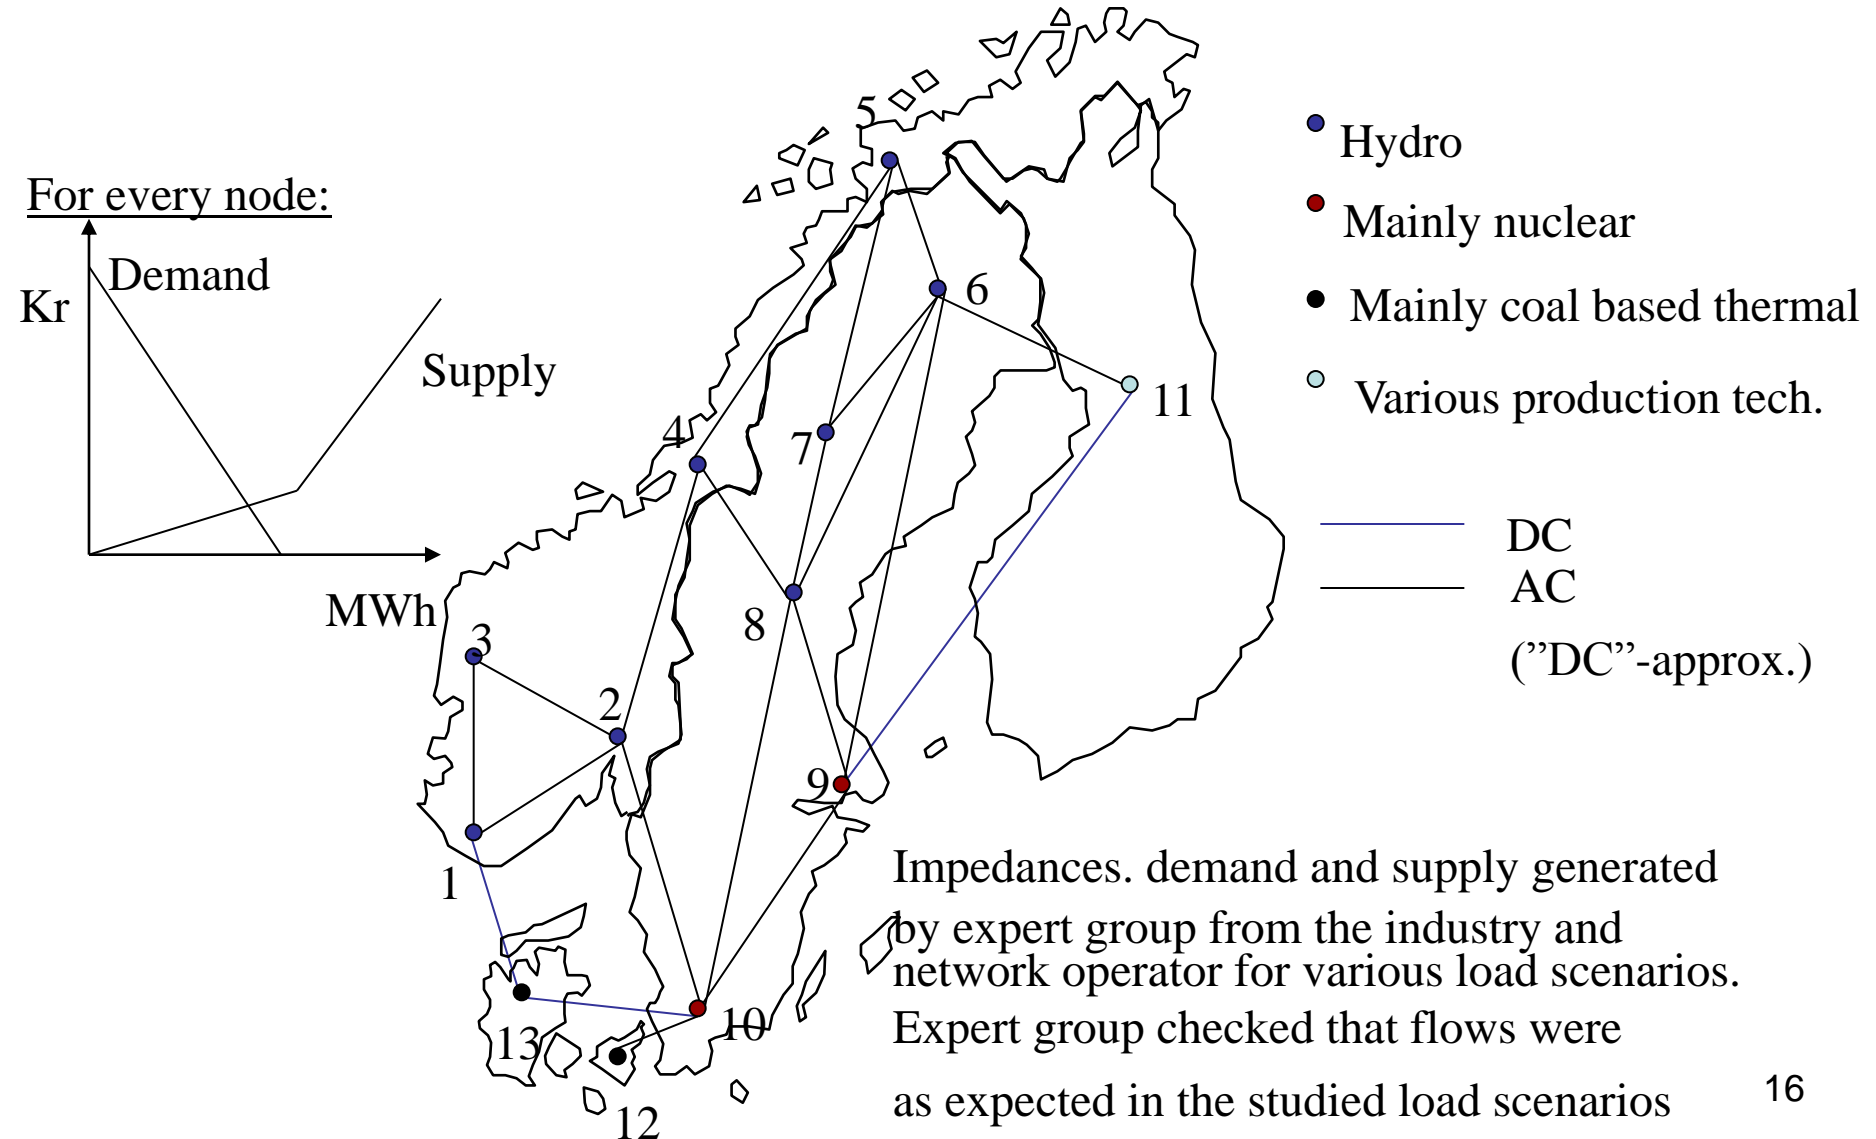 For every node:
Demand
Kr
Supply
MWh
5
6
4
7
11
8
3
2
9
1
10
13
12
Hydro
Mainly nuclear
Mainly coal based thermal
Various production tech.
DC
AC
(”DC”-approx.)
Impedances. demand and supply generated
by expert group from the industry and
network operator for various load scenarios.
Expert group checked that flows were
as expected in the studied load scenarios
16